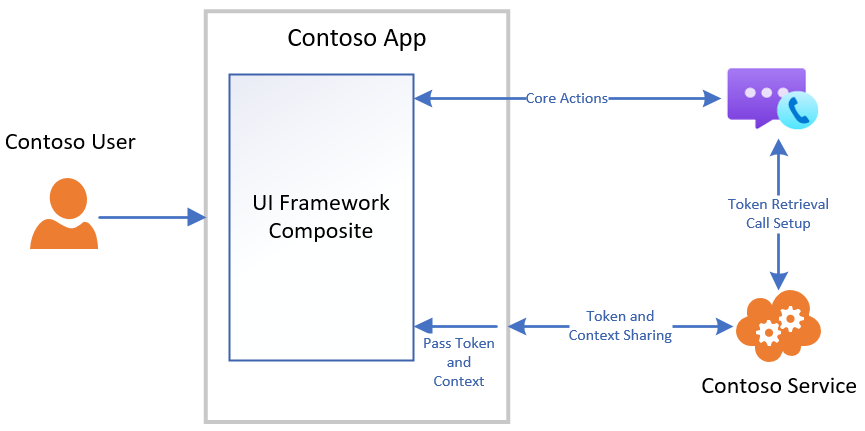 Contoso App
Core Actions
Contoso User
UI Framework
Composite
Token Retrieval
Call Setup
Token and
Context Sharing
Pass Token
and
Context
Contoso Service